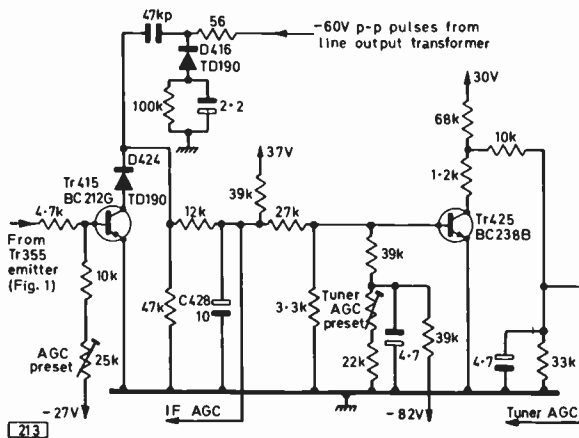 47kp
56
-60V p-p pulses from
line output transformer
D416
TD190
100k
2·2
30V
68k
10k
37V
D424
Tr415
BC212G
TD190
39k
1·2k
4·7k
12k
27k
Tr425
BC238B
From
Tr355
emitter
(Fig. 1)
10k
39k
47k
C428
10
3·3k
Tuner
AGC
preset
39k
AGC
preset
25k
22k
4·7
4·7
33k
-27V
IF AGC
-82V
Tuner AGC
213